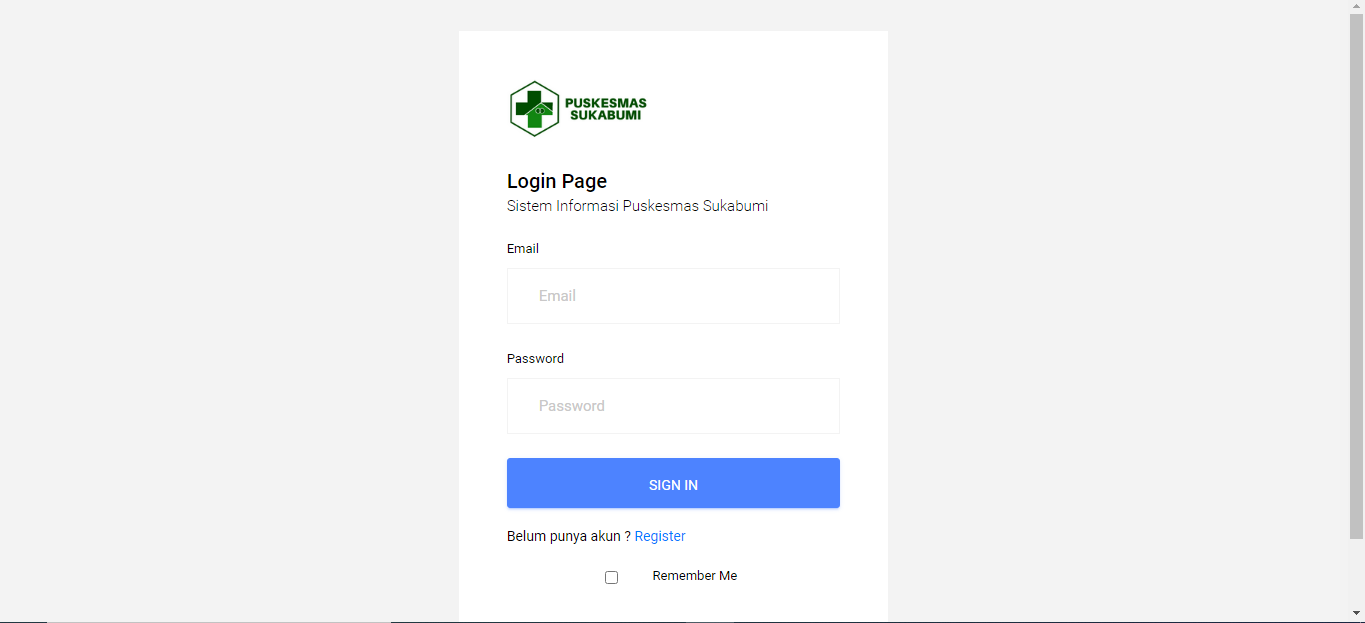 PUSKESMAS
SUKABUMI
Login Page
Sistem Informasi Puskesmas Sukabumi
Email
Email
Password
Password
SIGN IN
Belum punya akun ? Register
Remember Me